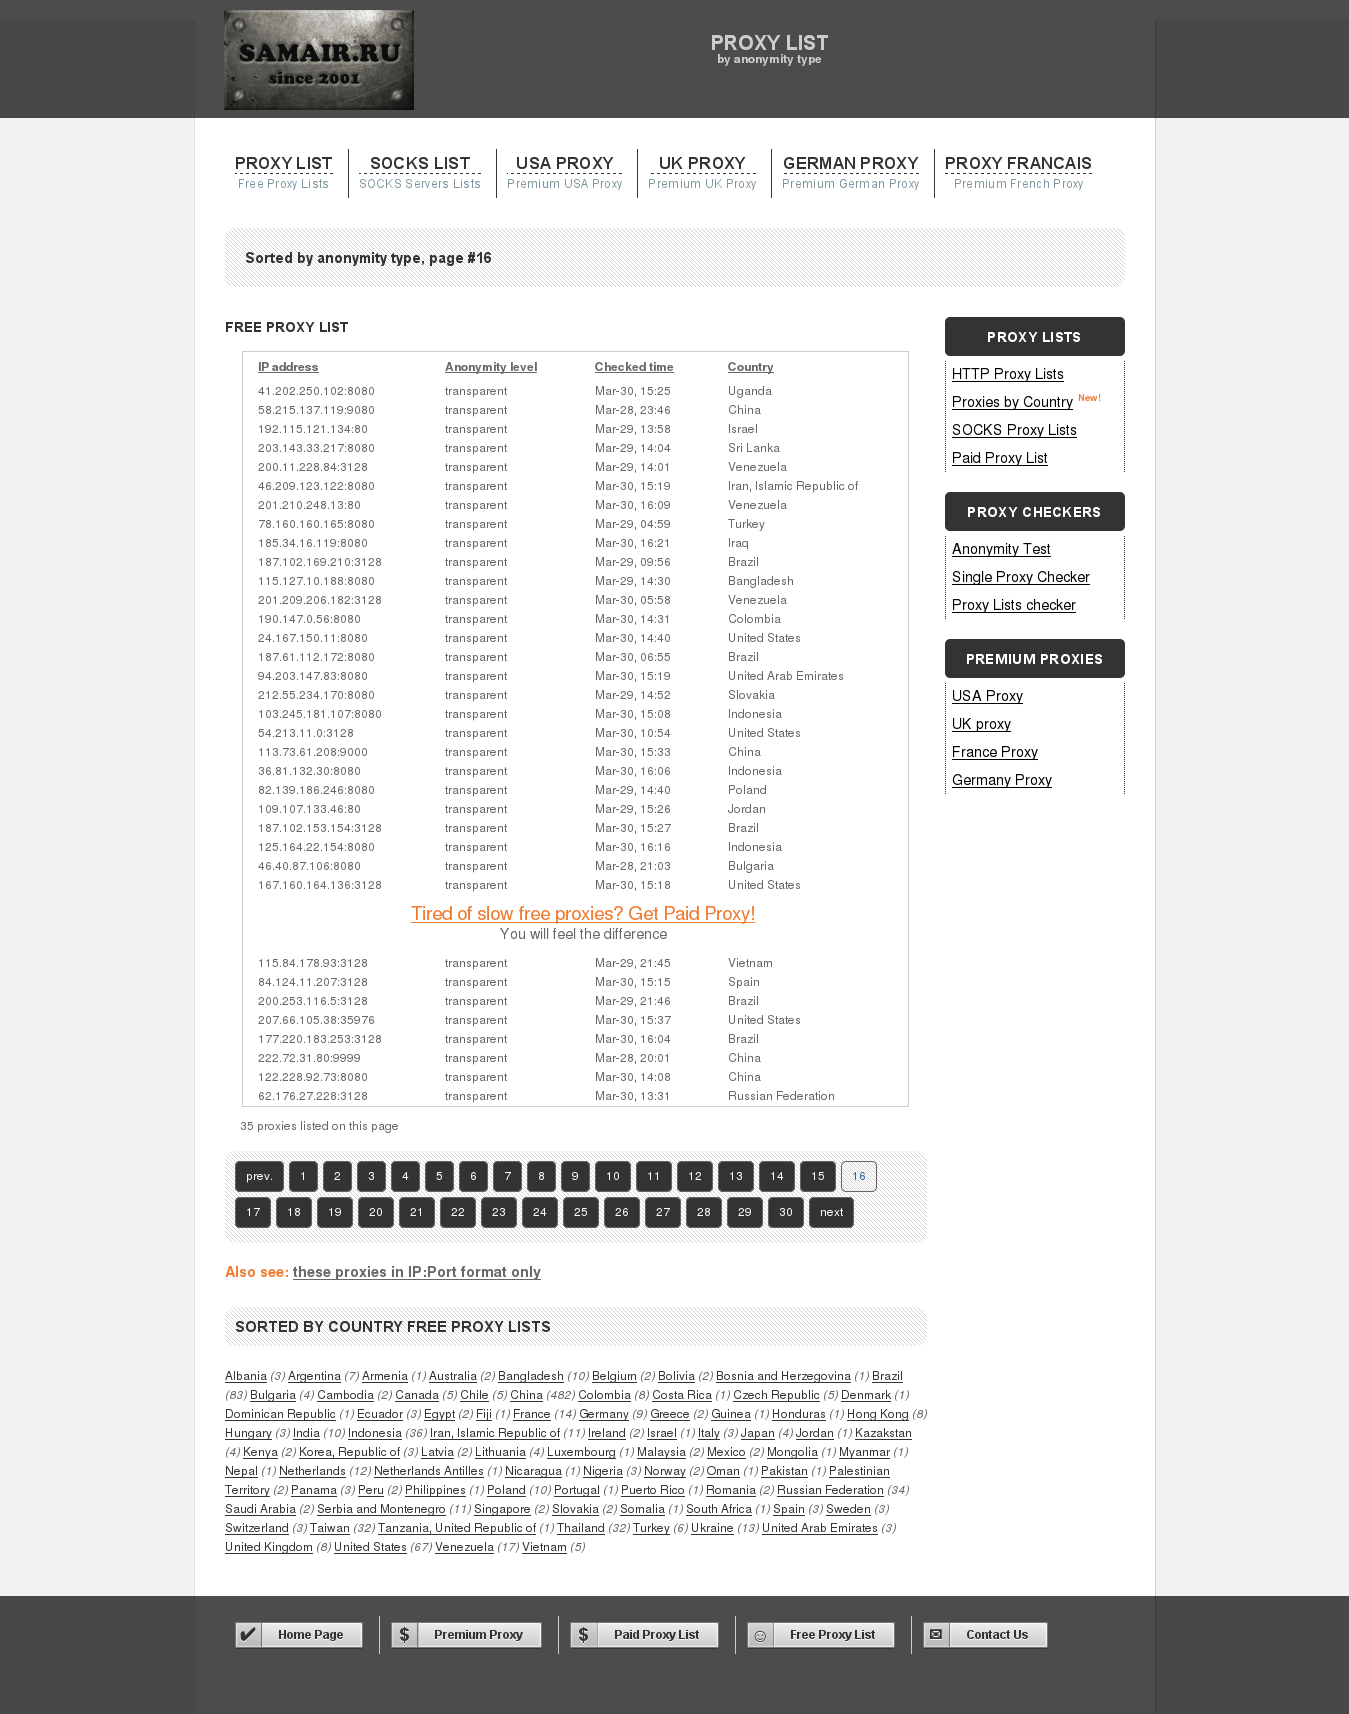 SAMAIR.RU
since 2001
PROXY LIST
by anonymity type
PROXY LIST SOCKS LIST USA PROXY UK PROXY GERMAN PROXY PROXY FRANCAIS
Free Proxy Lists SOCKS Servers Lists Premium USA Proxy Premium UK Proxy Premium German Proxy Premium French Proxy
Sorted by anonymity type, page #16
FREE PROXY LIST
IP address Anonymity level Checked time Country
41.202.250.102:8080 transparent Mar-30, 15:25 Uganda
58.215.137.119:9080 transparent Mar-28, 23:46 China
192.115.121.134:80 transparent Mar-29, 13:58 Israel
203.143.33.217:8080 transparent Mar-29, 14:04 Sri Lanka
200.11.228.84:3128 transparent Mar-29, 14:01 Venezuela
46.209.123.122:8080 transparent Mar-30, 15:19 Iran, Islamic Republic of
201.210.248.13:80 transparent Mar-30, 16:09 Venezuela
78.160.160.165:8080 transparent Mar-29, 04:59 Turkey
185.34.16.119:8080 transparent Mar-30, 16:21 Iraq
187.102.169.210:3128 transparent Mar-29, 09:56 Brazil
115.127.10.188:8080 transparent Mar-29, 14:30 Bangladesh
201.209.206.182:3128 transparent Mar-30, 05:58 Venezuela
190.147.0.56:8080 transparent Mar-30, 14:31 Colombia
24.167.150.11:8080 transparent Mar-30, 14:40 United States
187.61.112.172:8080 transparent Mar-30, 06:55 Brazil
94.203.147.83:8080 transparent Mar-30, 15:19 United Arab Emirates
212.55.234.170:8080 transparent Mar-29, 14:52 Slovakia
103.245.181.107:8080 transparent Mar-30, 15:08 Indonesia
54.213.11.0:3128 transparent Mar-30, 10:54 United States
113.73.61.208:9000 transparent Mar-30, 15:33 China
36.81.132.30:8080 transparent Mar-30, 16:06 Indonesia
82.139.186.246:8080 transparent Mar-29, 14:40 Poland
109.107.133.46:80 transparent Mar-29, 15:26 Jordan
187.102.153.154:3128 transparent Mar-30, 15:27 Brazil
125.164.22.154:8080 transparent Mar-30, 16:16 Indonesia
46.40.87.106:8080 transparent Mar-28, 21:03 Bulgaria
167.160.164.136:3128 transparent Mar-30, 15:18 United States
Tired of slow free proxies? Get Paid Proxy!
You will feel the difference
115.84.178.93:3128 transparent Mar-29, 21:45 Vietnam
84.124.11.207:3128 transparent Mar-30, 15:15 Spain
200.253.116.5:3128 transparent Mar-29, 21:46 Brazil
207.66.105.38:35976 transparent Mar-30, 15:37 United States
177.220.183.253:3128 transparent Mar-30, 16:04 Brazil
222.72.31.80:9999 transparent Mar-28, 20:01 China
122.228.92.73:8080 transparent Mar-30, 14:08 China
62.176.27.228:3128 transparent Mar-30, 13:31 Russian Federation
35 proxies listed on this page
prev. 1 2 3 4 5 6 7 8 9 10 11 12 13 14 15 16
17 18 19 20 21 22 23 24 25 26 27 28 29 30 next
Also see: these proxies in IP:Port format only
SORTED BY COUNTRY FREE PROXY LISTS
Albania (3) Argentina (7) Armenia (1) Australia (2) Bangladesh (10) Belgium (2) Bolivia (2) Bosnia and Herzegovina (1) Brazil
(83) Bulgaria (4) Cambodia (2) Canada (5) Chile (5) China (482) Colombia (8) Costa Rica (1) Czech Republic (5) Denmark (1)
Dominican Republic (1) Ecuador (3) Egypt (2) Fiji (1) France (14) Germany (9) Greece (2) Guinea (1) Honduras (1) Hong Kong (8)
Hungary (3) India (10) Indonesia (36) Iran, Islamic Republic of (11) Ireland (2) Israel (1) Italy (3) Japan (4) Jordan (1) Kazakstan
(4) Kenya (2) Korea, Republic of (3) Latvia (2) Lithuania (4) Luxembourg (1) Malaysia (2) Mexico (2) Mongolia (1) Myanmar (1)
Nepal (1) Netherlands (12) Netherlands Antilles (1) Nicaragua (1) Nigeria (3) Norway (2) Oman (1) Pakistan (1) Palestinian
Territory (2) Panama (3) Peru (2) Philippines (1) Poland (10) Portugal (1) Puerto Rico (1) Romania (2) Russian Federation (34)
Saudi Arabia (2) Serbia and Montenegro (11) Singapore (2) Slovakia (2) Somalia (1) South Africa (1) Spain (3) Sweden (3)
Switzerland (3) Taiwan (32) Tanzania, United Republic of (1) Thailand (32) Turkey (6) Ukraine (13) United Arab Emirates (3)
United Kingdom (8) United States (67) Venezuela (17) Vietnam (5)
PROXY LISTS
HTTP Proxy Lists
Proxies by Country New!
SOCKS Proxy Lists
Paid Proxy List
PROXY CHECKERS
Anonymity Test
Single Proxy Checker
Proxy Lists checker
PREMIUM PROXIES
USA Proxy
UK proxy
France Proxy
Germany Proxy
✔ Home Page $ Premium Proxy $ Paid Proxy List ☺ Free Proxy List ✉ Contact Us